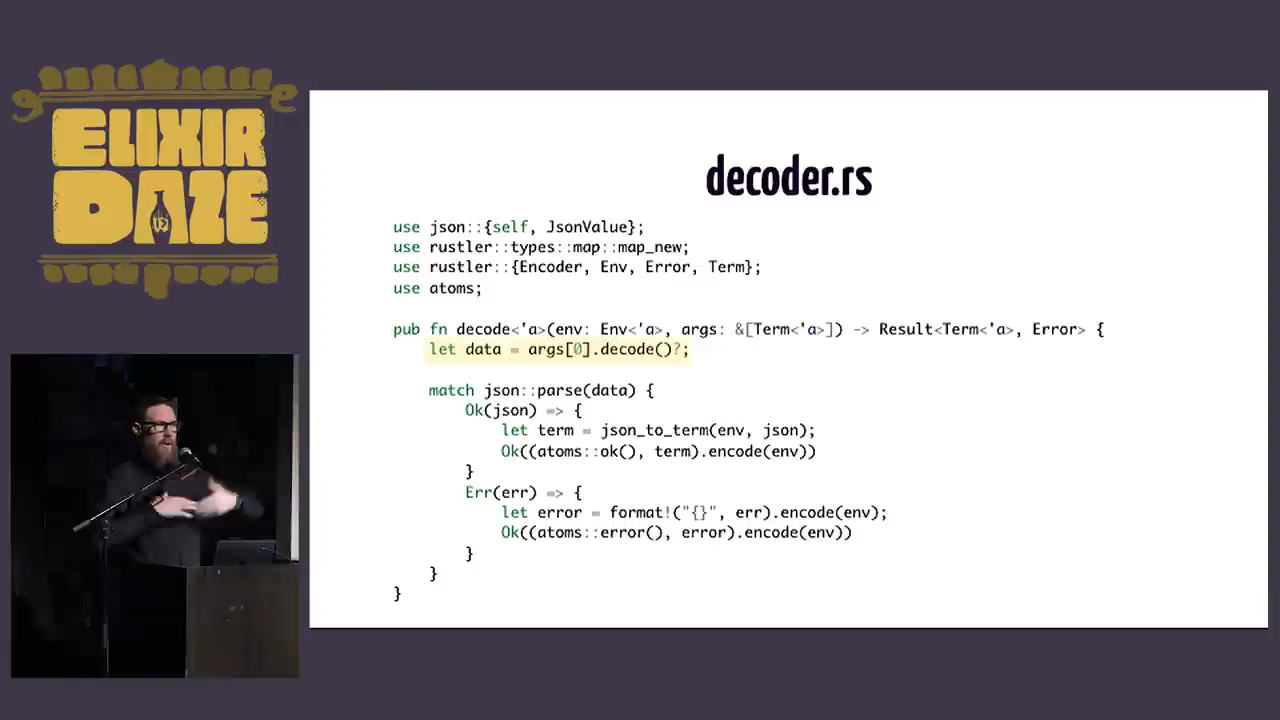 ELIXIR
DAZE
decoder.rs
use json::{self, JsonValue};
use rustler::types::map::map_new;
use rustler::{Encoder, Env, Error, Term};
use atoms;
pub fn decode<'a>(env: Env<'a>, args: &[Term<'a>]) -> Result<Term<'a>, Error> {
    let data = args[0].decode()?;
    match json::parse(data) {
        Ok(json) => {
            let term = json_to_term(env, json);
            Ok((atoms::ok(), term).encode(env))
        }
        Err(err) => {
            let error = format!("{}", err).encode(env);
            Ok((atoms::error(), error).encode(env))
        }
    }
}